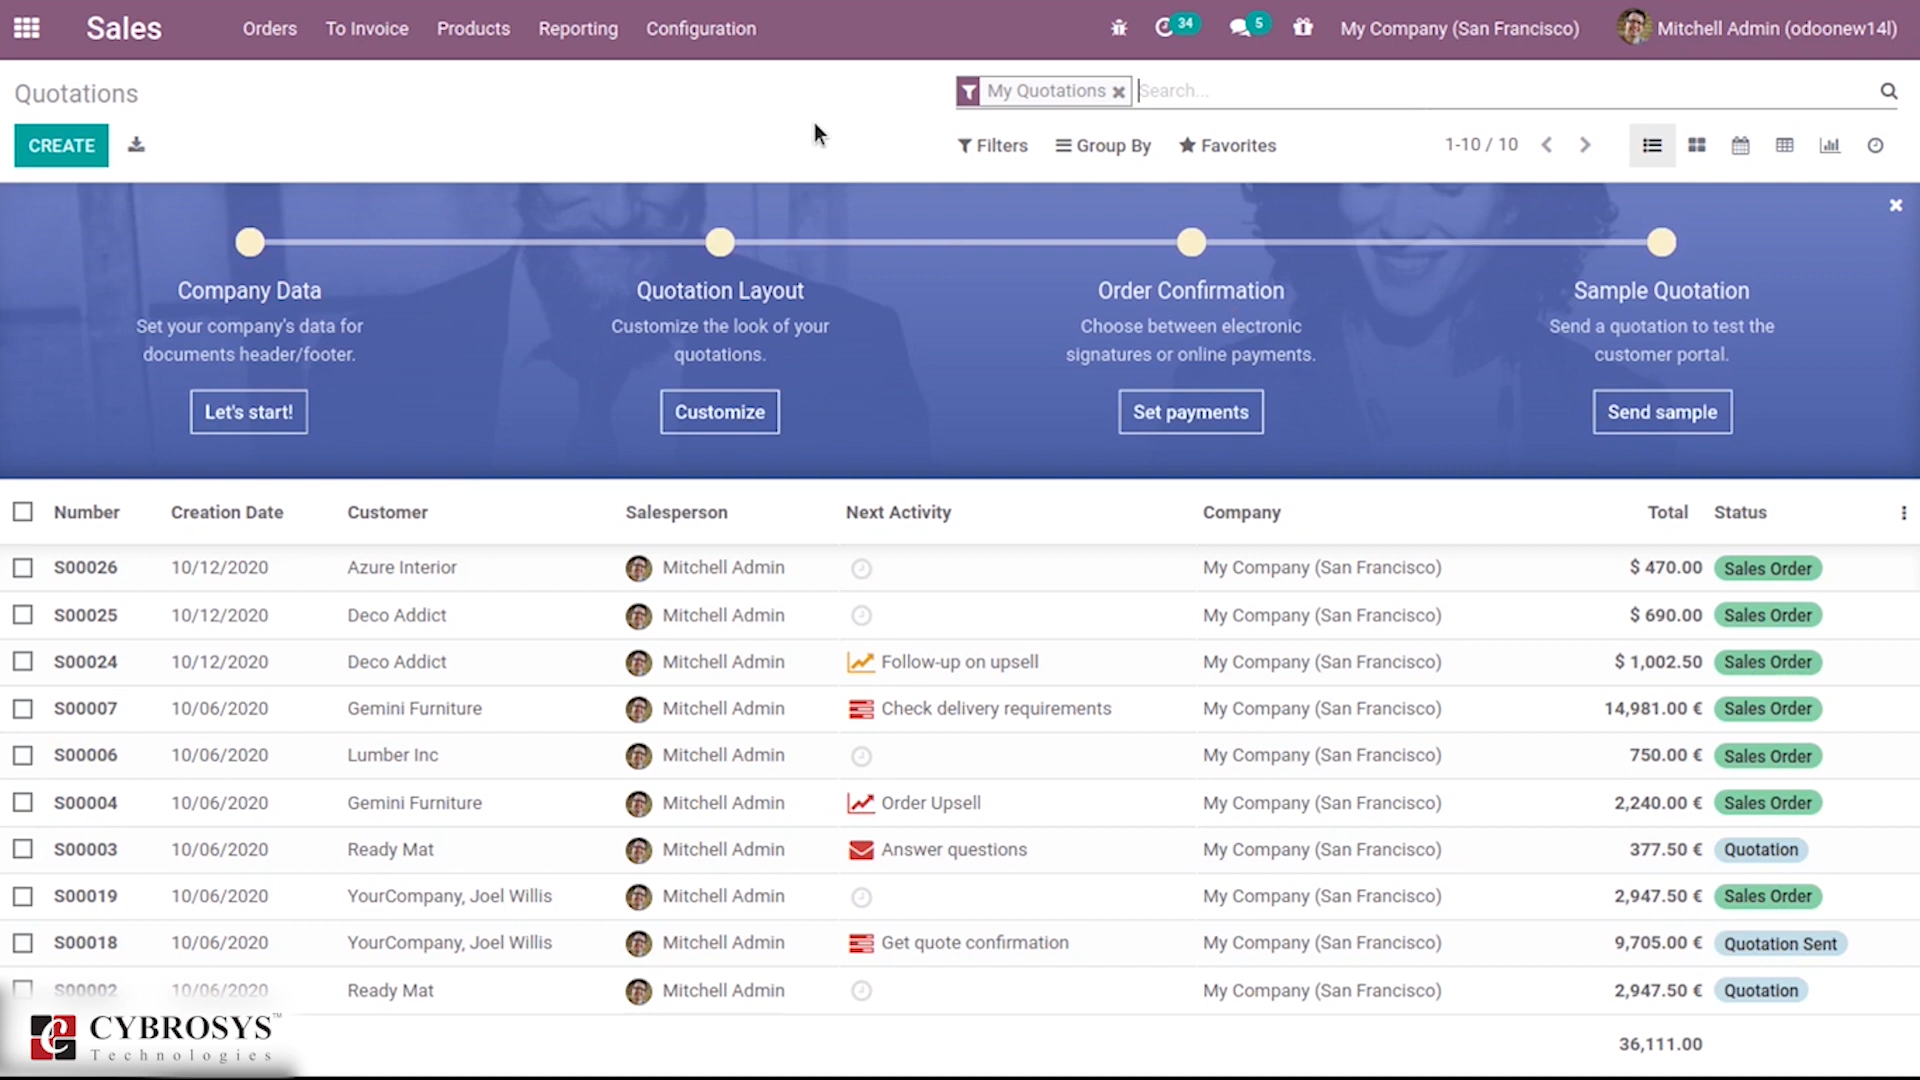 Sales Orders To Invoice Products Reporting Configuration 34 5 My Company (San Francisco) Mitchell Admin (odoonew14l)
Quotations My Quotations Search...
CREATE Filters Group By Favorites 1-10 / 10
Company Data Quotation Layout Order Confirmation Sample Quotation
Set your company's data for Customize the look of your Choose between electronic Send a quotation to test the
documents header/footer. quotations. signatures or online payments. customer portal.
Let's start! Customize Set payments Send sample
Number Creation Date Customer Salesperson Next Activity Company Total Status
S00026 10/12/2020 Azure Interior Mitchell Admin My Company (San Francisco) $ 470.00 Sales Order
S00025 10/12/2020 Deco Addict Mitchell Admin My Company (San Francisco) $ 690.00 Sales Order
S00024 10/12/2020 Deco Addict Mitchell Admin Follow-up on upsell My Company (San Francisco) $ 1,002.50 Sales Order
S00007 10/06/2020 Gemini Furniture Mitchell Admin Check delivery requirements My Company (San Francisco) 14,981.00 € Sales Order
S00006 10/06/2020 Lumber Inc Mitchell Admin My Company (San Francisco) 750.00 € Sales Order
S00004 10/06/2020 Gemini Furniture Mitchell Admin Order Upsell My Company (San Francisco) 2,240.00 € Sales Order
S00003 10/06/2020 Ready Mat Mitchell Admin Answer questions My Company (San Francisco) 377.50 € Quotation
S00019 10/06/2020 YourCompany, Joel Willis Mitchell Admin My Company (San Francisco) 2,947.50 € Sales Order
S00018 10/06/2020 YourCompany, Joel Willis Mitchell Admin Get quote confirmation My Company (San Francisco) 9,705.00 € Quotation Sent
S00002 10/06/2020 Ready Mat Mitchell Admin My Company (San Francisco) 2,947.50 € Quotation
CYBROSYS™
Technologies
36,111.00